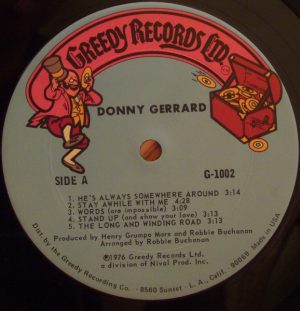 GREEDY RECORDS LTD.
DONNY GERRARD
SIDE A
G-1002
1. HE'S ALWAYS SOMEWHERE AROUND 3:14
2. STAY AWHILE WITH ME 4:28
3. WORDS (are impossible) 3:09
4. STAND UP (and show your love) 5:13
5. THE LONG AND WINDING ROAD 5:13
Produced by Henry Grumpo Marx and Robbie Buchanan
Arranged by Robbie Buchanan
℗1976 Greedy Records Ltd.
a division of Nival Prod. Inc.
Dist. by the Greedy Recording Co. - 8560 Sunset - L. A., Calif. 90069 Made in USA